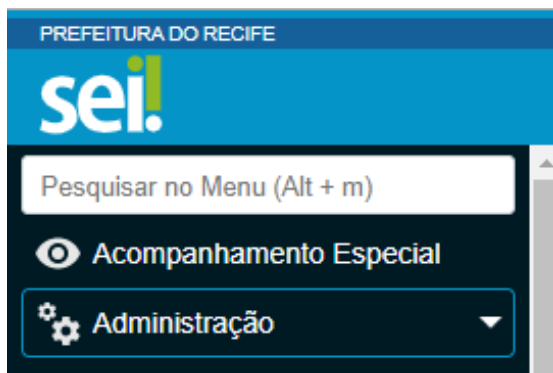 PREFEITURA DO RECIFE
sei!
Pesquisar no Menu (Alt + m)
Acompanhamento Especial
Administração